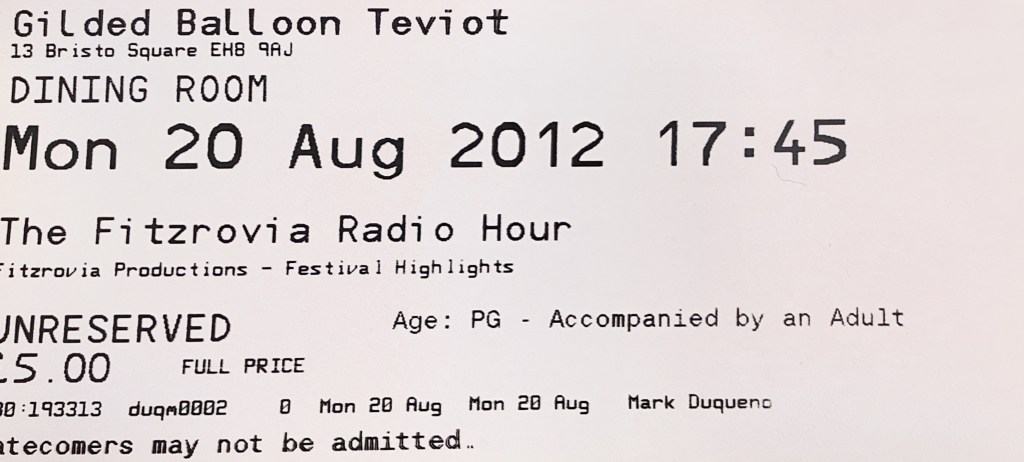 Gilded Balloon Teviot
13 Bristo Square EH8 9AJ
DINING ROOM
Mon 20 Aug 2012 17:45
The Fitzrovia Radio Hour
Fitzrovia Productions - Festival Highlights
UNRESERVED Age: PG - Accompanied by an Adult
£5.00 FULL PRICE
30:193313 duqm0002 0 Mon 20 Aug Mon 20 Aug Mark Duqueno
atecomers may not be admitted..